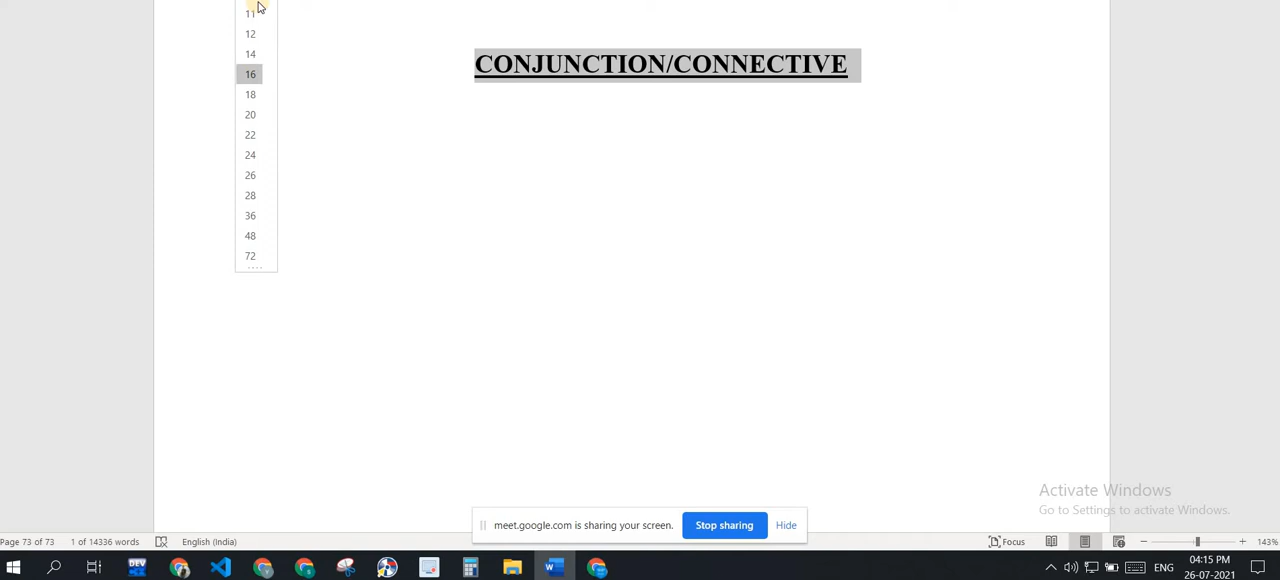 11
12
CONJUNCTION/CONNECTIVE
14
16
18
20
22
24
26
28
36
48
72
Activate Windows
Go to Settings to activate Windows.
meet.google.com is sharing your screen. Stop sharing Hide
Page 73 of 73 1 of 14336 words English (India) Focus 143%
DEV W ENG 04:15 PM
26-07-2021